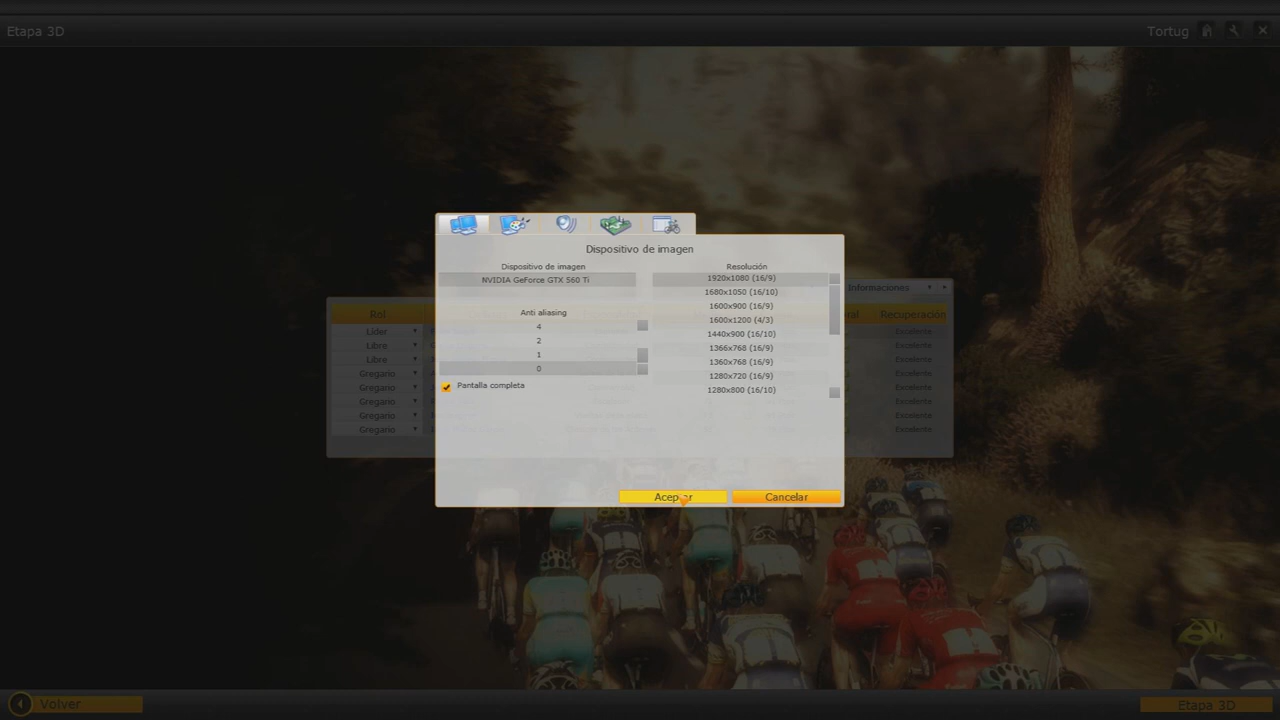 Etapa 3D
Tortug
Dispositivo de imagen
Dispositivo de imagen
NVIDIA GeForce GTX 560 Ti
Anti aliasing
4
2
1
0
Pantalla completa
Resolución
1920x1080 (16/9)
1680x1050 (16/10)
1600x900 (16/9)
1600x1200 (4/3)
1440x900 (16/10)
1366x768 (16/9)
1360x768 (16/9)
1280x720 (16/9)
1280x800 (16/10)
Aceptar
Cancelar
Informaciones
Rol
Recuperación
Líder
Excelente
Libre
Excelente
Libre
Excelente
Gregario
Excelente
Gregario
Excelente
Gregario
Excelente
Gregario
Excelente
Gregario
Excelente
Volver
Etapa 3D